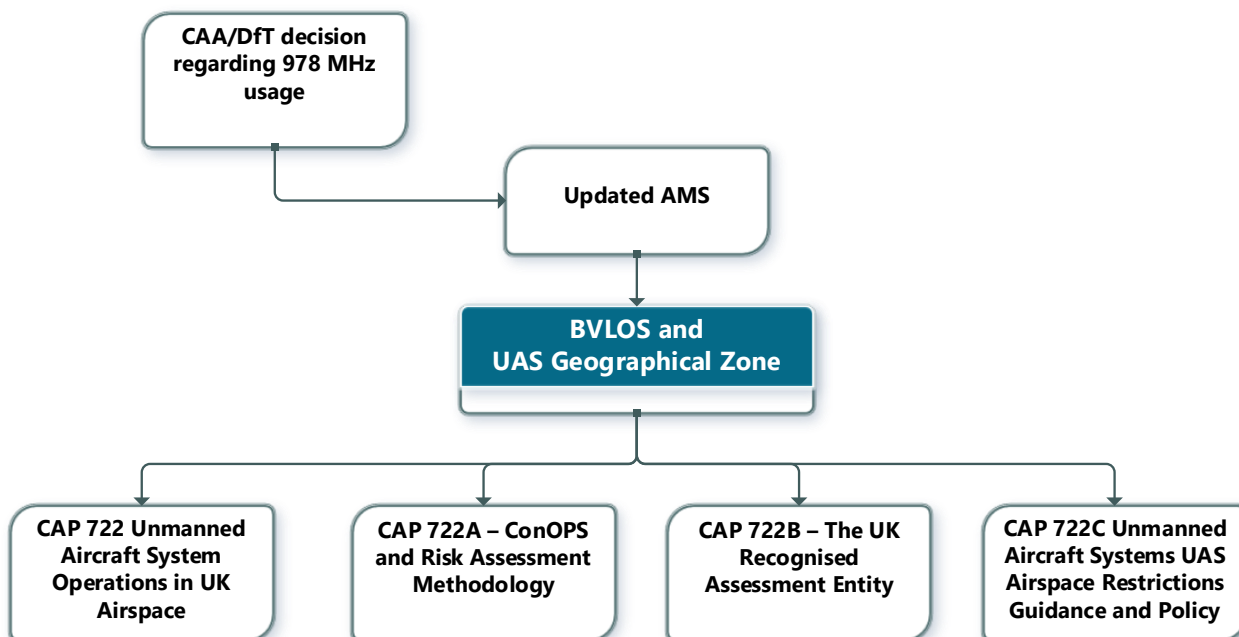 CAA/DfT decision
regarding 978 MHz
usage
Updated AMS
BVLOS and
UAS Geographical Zone
CAP 722 Unmanned
Aircraft System
Operations in UK
Airspace
CAP 722A – ConOPS
and Risk Assessment
Methodology
CAP 722B – The UK
Recognised
Assessment Entity
CAP 722C Unmanned
Aircraft Systems UAS
Airspace Restrictions
Guidance and Policy